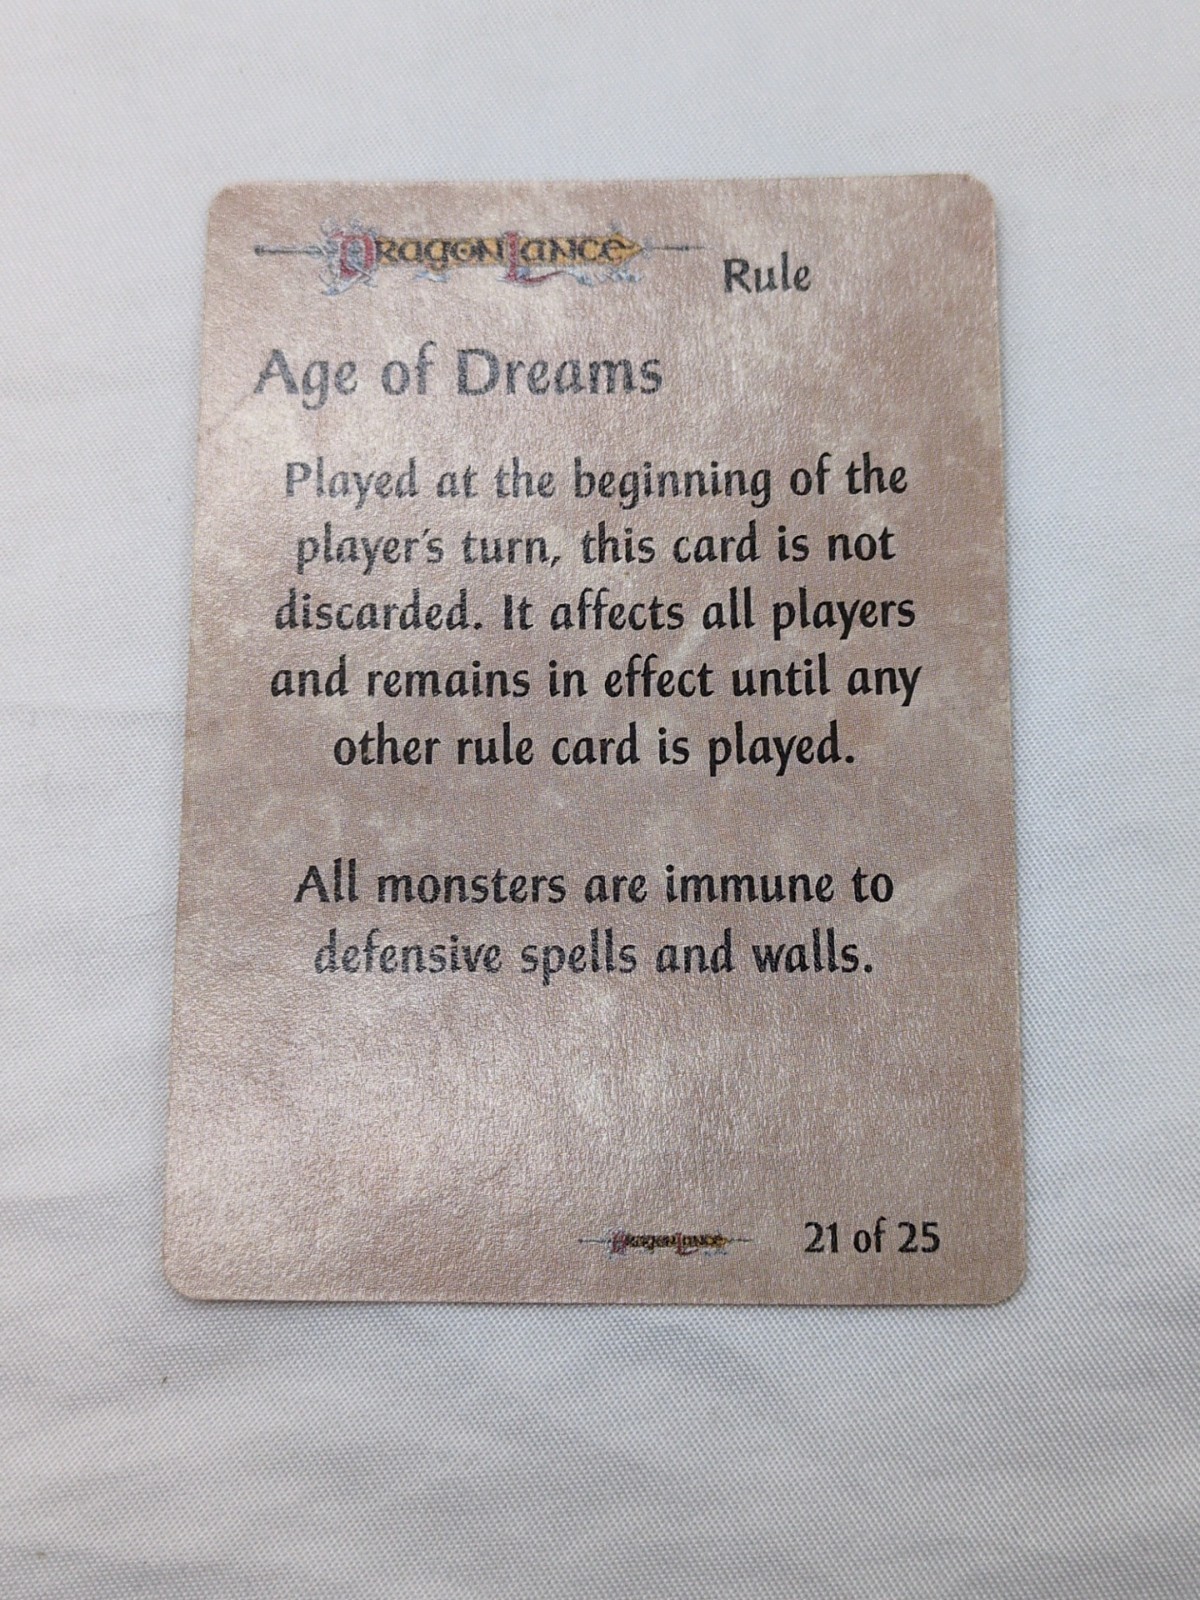 DragonLance Rule
Age of Dreams
Played at the beginning of the
player's turn, this card is not
discarded. It affects all players
and remains in effect until any
other rule card is played.
All monsters are immune to
defensive spells and walls.
DragonLance 21 of 25